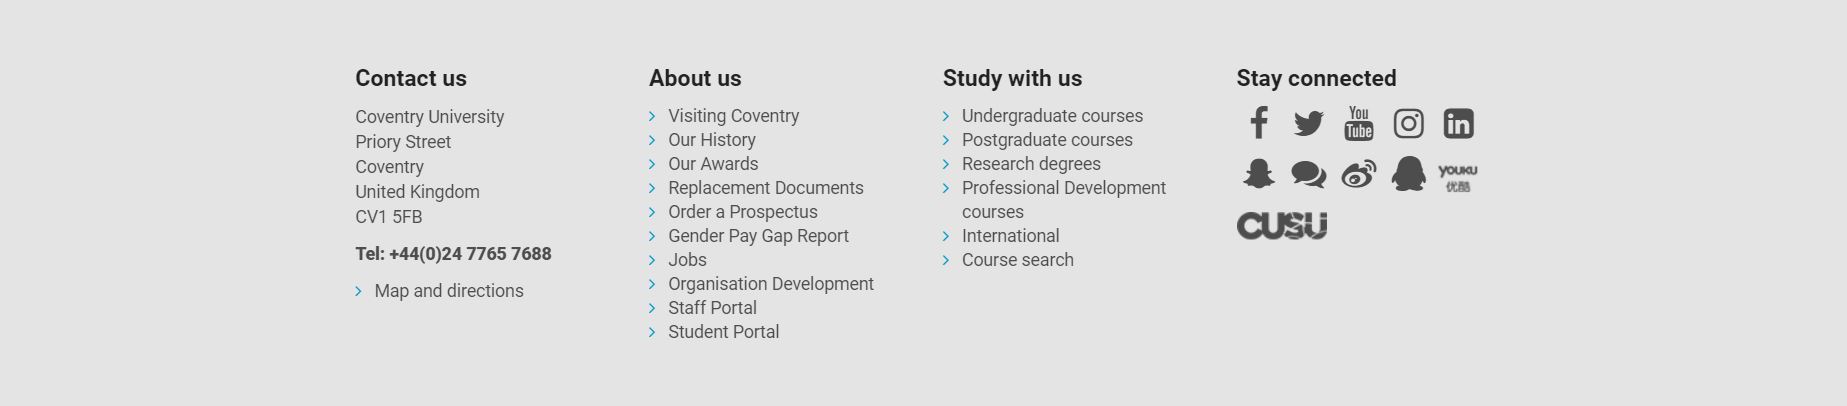 Contact us
Coventry University
Priory Street
Coventry
United Kingdom
CV1 5FB
Tel: +44(0)24 7765 7688
Map and directions
About us
Visiting Coventry
Our History
Our Awards
Replacement Documents
Order a Prospectus
Gender Pay Gap Report
Jobs
Organisation Development
Staff Portal
Student Portal
Study with us
Undergraduate courses
Postgraduate courses
Research degrees
Professional Development
courses
International
Course search
Stay connected
You
Tube
in
YOUKU
优酷
CUSU